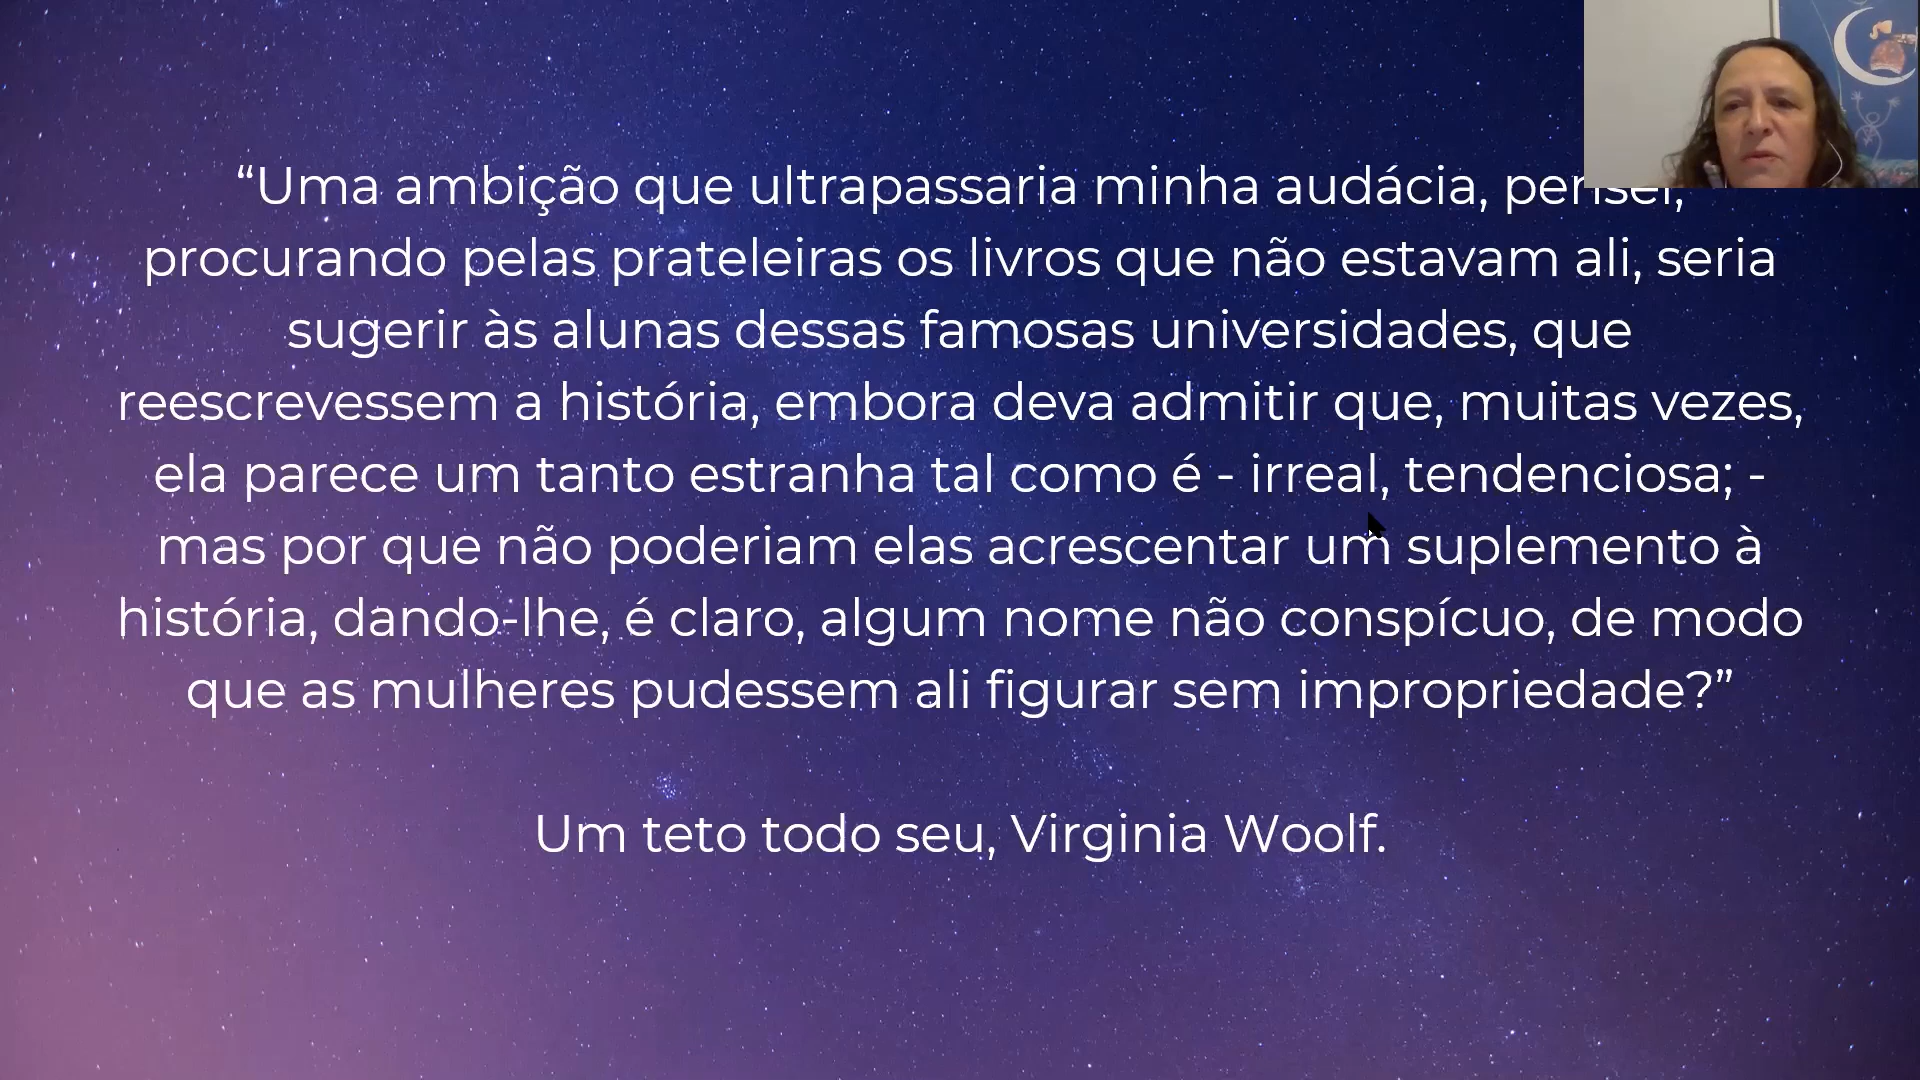 “Uma ambição que ultrapassaria minha audácia, pensei,
procurando pelas prateleiras os livros que não estavam ali, seria
sugerir às alunas dessas famosas universidades, que
reescrevessem a história, embora deva admitir que, muitas vezes,
ela parece um tanto estranha tal como é - irreal, tendenciosa; -
mas por que não poderiam elas acrescentar um suplemento à
história, dando-lhe, é claro, algum nome não conspícuo, de modo
que as mulheres pudessem ali figurar sem impropriedade?”
Um teto todo seu, Virginia Woolf.